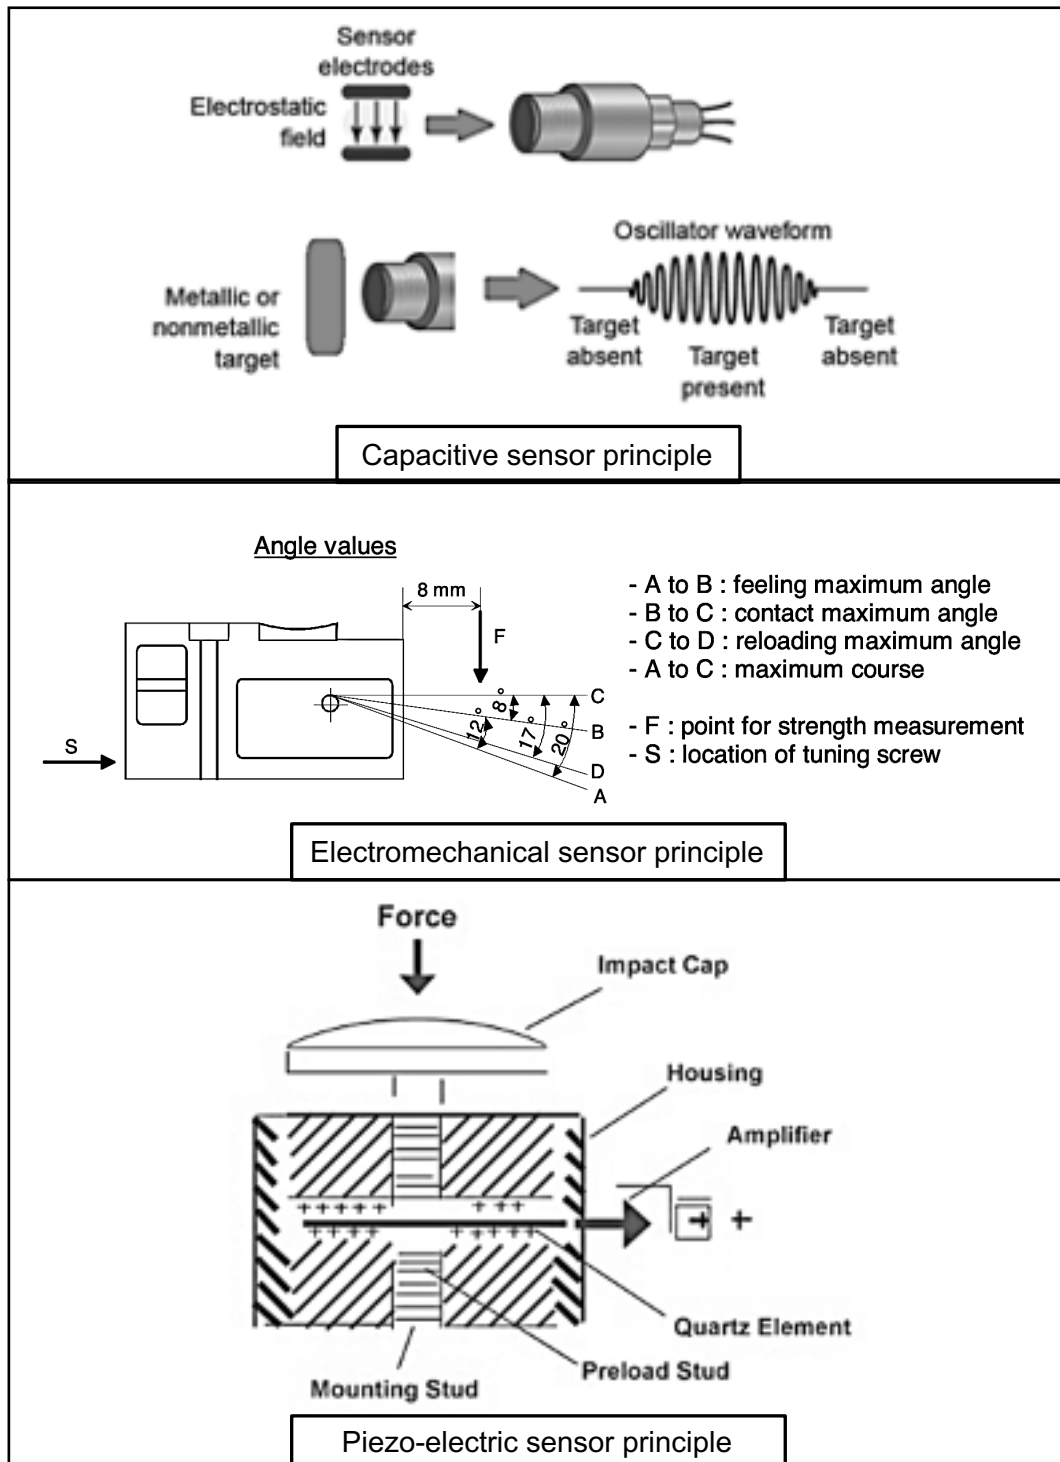 Sensor
electrodes
Electrostatic
field
Oscillator waveform
Metallic or
nonmetallic
target
Target
absent
Target
present
Target
absent
Capacitive sensor principle
Angle values
8 mm
F
S
8°
12°
17°
20°
C
B
D
A
- A to B : feeling maximum angle
- B to C : contact maximum angle
- C to D : reloading maximum angle
- A to C : maximum course
- F : point for strength measurement
- S : location of tuning screw
Electromechanical sensor principle
Force
Impact Cap
Housing
Amplifier
+ + + + +
+ + +
+ + + +
+ + + + +
+ +
Quartz Element
Preload Stud
Mounting Stud
Piezo-electric sensor principle